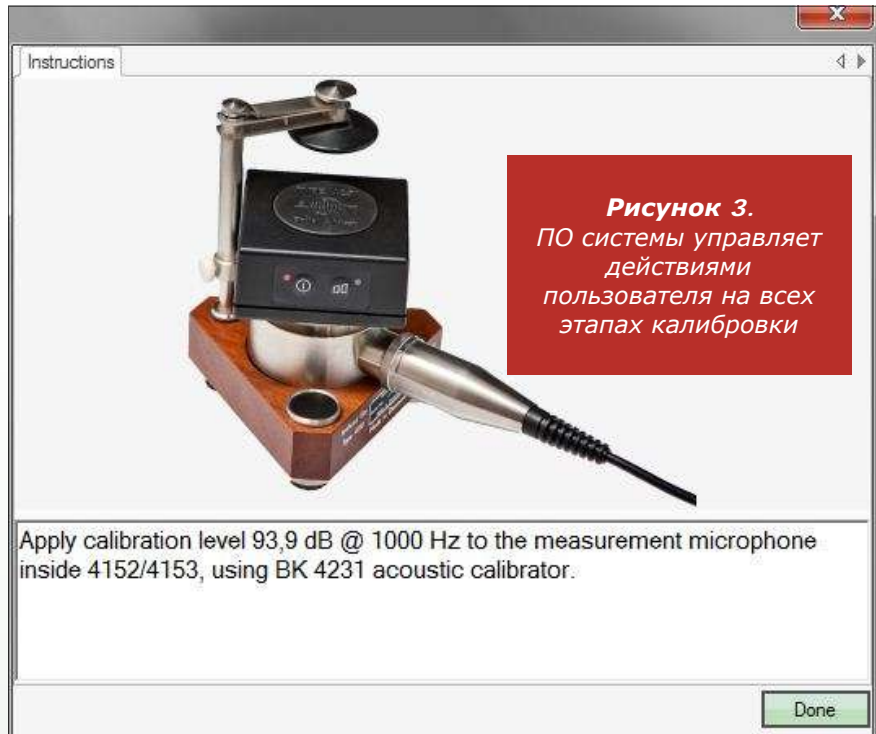 Instructions
Рисунок 3.
ПО системы управляет
действиями
пользователя на всех
этапах калибровки
Apply calibration level 93,9 dB @ 1000 Hz to the measurement microphone
inside 4152/4153, using BK 4231 acoustic calibrator.
Done